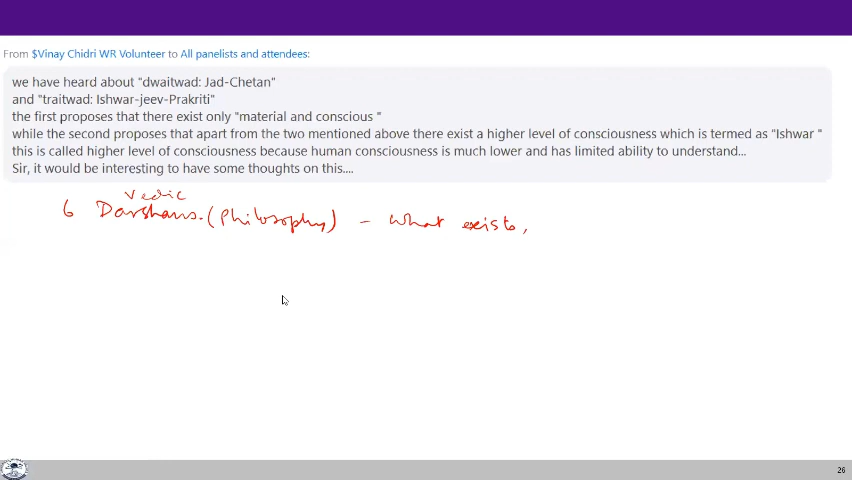 From $Vinay Chidri WR Volunteer to All panelists and attendees:
we have heard about "dwaitwad: Jad-Chetan"
and "traitwad: Ishwar-jeev-Prakriti"
the first proposes that there exist only "material and conscious "
while the second proposes that apart from the two mentioned above there exist a higher level of consciousness which is termed as "Ishwar "
this is called higher level of consciousness because human consciousness is much lower and has limited ability to understand...
Sir, it would be interesting to have some thoughts on this....
Vedic
6 Darshans. (Philosophy) - What exists,
26